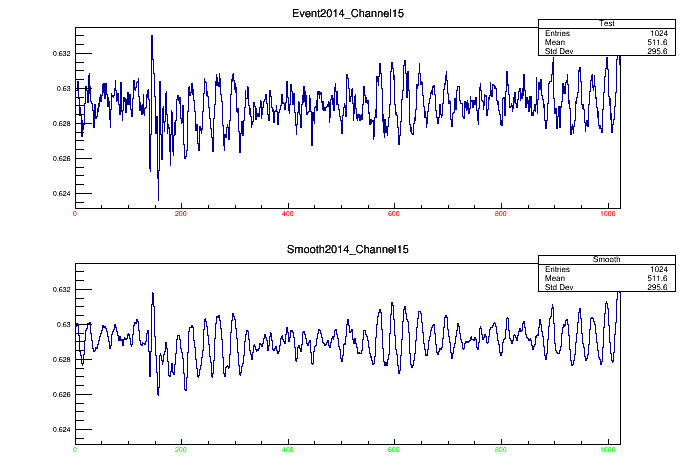 Event2014_Channel15
Test
Entries 1024
Mean 511.6
Std Dev 295.6
0.632
0.63
0.628
0.626
0.624
0 200 400 600 800 1000
Smooth2014_Channel15
Smooth
Entries 1024
Mean 511.6
Std Dev 295.6
0.632
0.63
0.628
0.626
0.624
0 200 400 600 800 1000